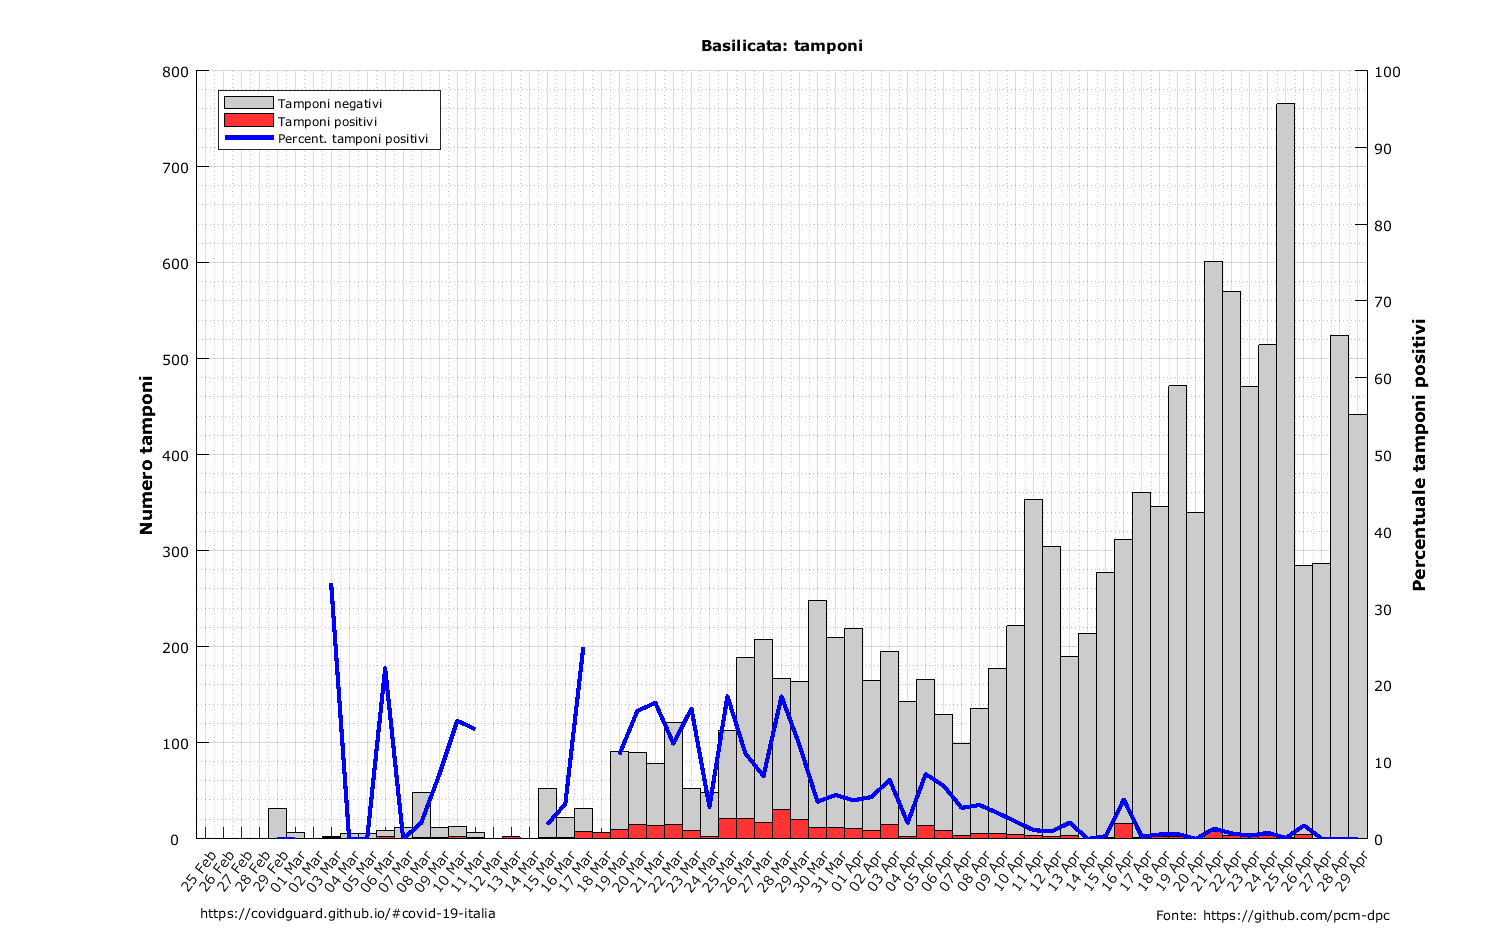 Basilicata: tamponi
Tamponi negativi
Tamponi positivi
Percent. tamponi positivi
Numero tamponi
0
100
200
300
400
500
600
700
800
Percentuale tamponi positivi
0
10
20
30
40
50
60
70
80
90
100
25 Feb
26 Feb
27 Feb
28 Feb
29 Feb
01 Mar
02 Mar
03 Mar
04 Mar
05 Mar
06 Mar
07 Mar
08 Mar
09 Mar
10 Mar
11 Mar
12 Mar
13 Mar
14 Mar
15 Mar
16 Mar
17 Mar
18 Mar
19 Mar
20 Mar
21 Mar
22 Mar
23 Mar
24 Mar
25 Mar
26 Mar
27 Mar
28 Mar
29 Mar
30 Mar
31 Mar
01 Apr
02 Apr
03 Apr
04 Apr
05 Apr
06 Apr
07 Apr
08 Apr
09 Apr
10 Apr
11 Apr
12 Apr
13 Apr
14 Apr
15 Apr
16 Apr
17 Apr
18 Apr
19 Apr
20 Apr
21 Apr
22 Apr
23 Apr
24 Apr
25 Apr
26 Apr
27 Apr
28 Apr
29 Apr
https://covidguard.github.io/#covid-19-italia
Fonte: https://github.com/pcm-dpc